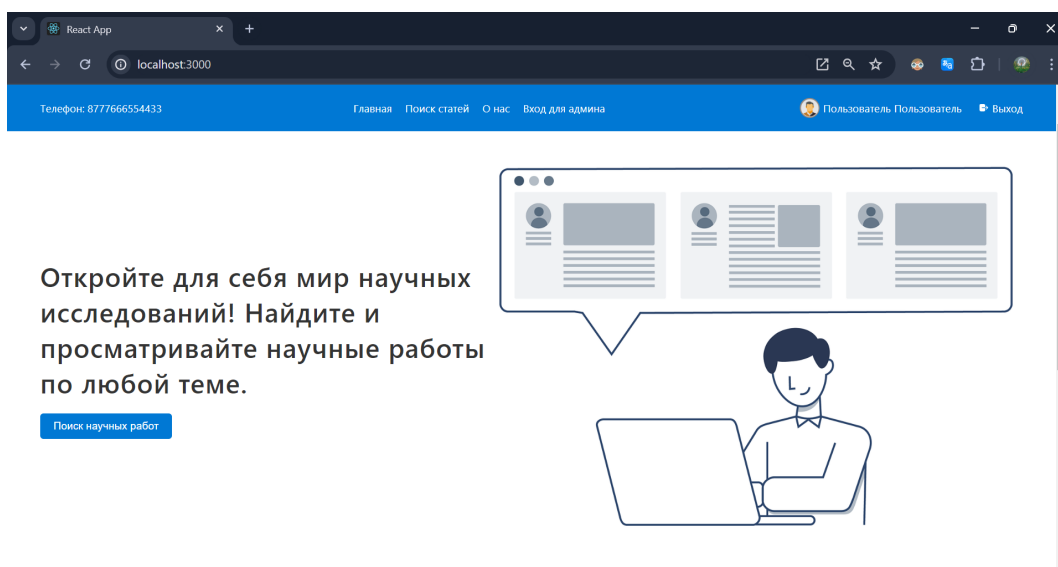 React App
localhost:3000
Телефон: 8777666554433
Главная Поиск статей О нас Вход для админа
Пользователь Пользователь Выход
Откройте для себя мир научных
исследований! Найдите и
просматривайте научные работы
по любой теме.
Поиск научных работ